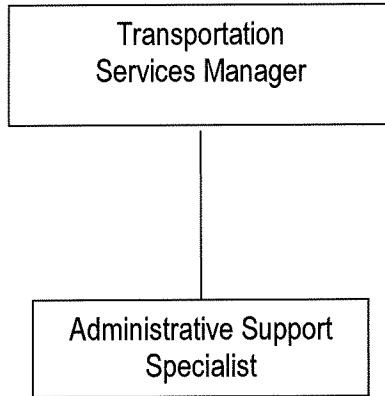 Transportation
Services Manager
Administrative Support
Specialist